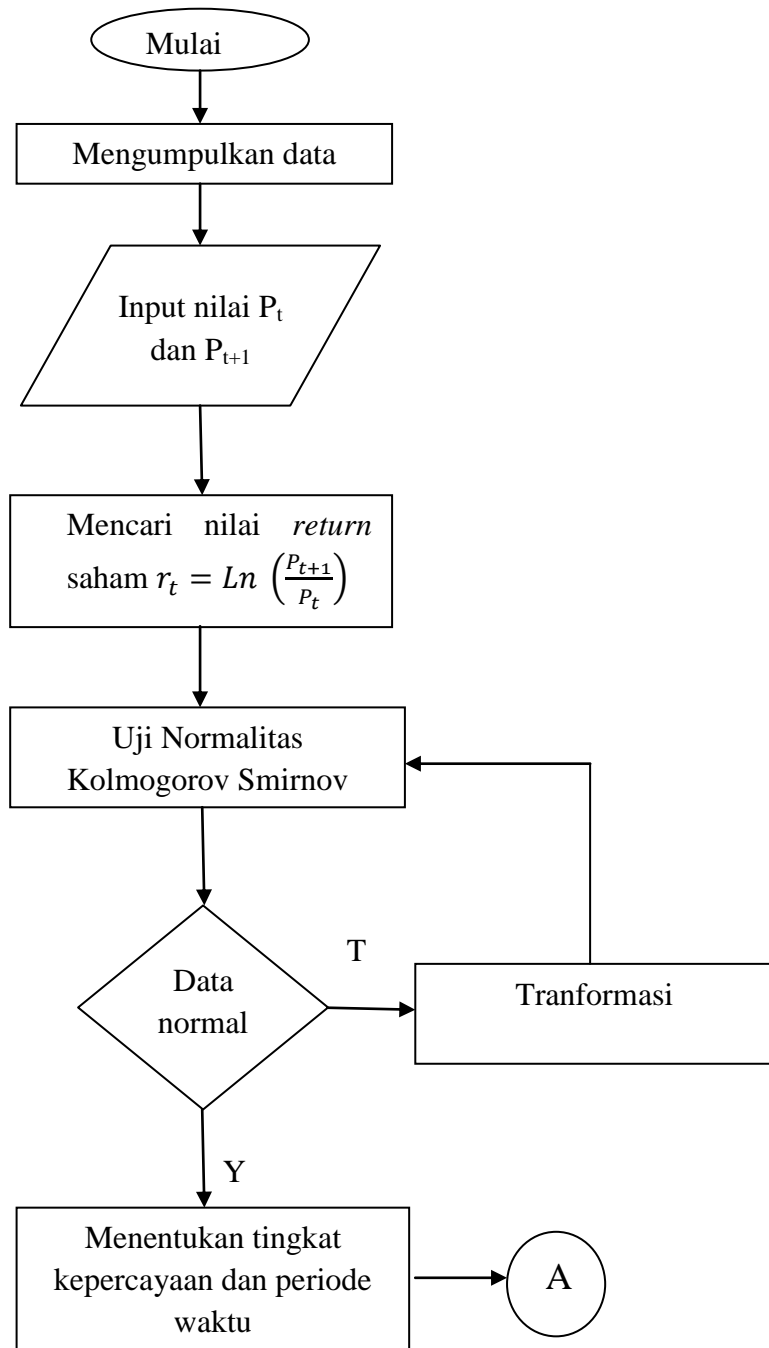 Mulai
Mengumpulkan data
Input nilai Pₜ
dan Pₜ₊₁
Mencari nilai return
saham rₜ = Ln (Pₜ₊₁/Pₜ)
Uji Normalitas
Kolmogorov Smirnov
Data
normal
T
Tranformasi
Y
Menentukan tingkat
kepercayaan dan periode
waktu
A